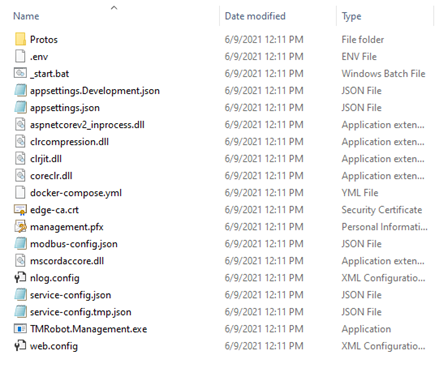 Name Date modified Type
Protos 6/9/2021 12:11 PM File folder
.env 6/9/2021 12:11 PM ENV File
_start.bat 6/9/2021 12:11 PM Windows Batch File
appsettings.Development.json 6/9/2021 12:11 PM JSON File
appsettings.json 6/9/2021 12:11 PM JSON File
aspnetcorev2_inprocess.dll 6/9/2021 12:11 PM Application exten...
clrcompression.dll 6/9/2021 12:11 PM Application exten...
clrjit.dll 6/9/2021 12:11 PM Application exten...
coreclr.dll 6/9/2021 12:11 PM Application exten...
docker-compose.yml 6/9/2021 12:11 PM YML File
edge-ca.crt 6/9/2021 12:11 PM Security Certificate
management.pfx 6/9/2021 12:11 PM Personal Informati...
modbus-config.json 6/9/2021 12:11 PM JSON File
mscordaccore.dll 6/9/2021 12:11 PM Application exten...
nlog.config 6/9/2021 12:11 PM XML Configuratio...
service-config.json 6/9/2021 12:11 PM JSON File
service-config.tmp.json 6/9/2021 12:11 PM JSON File
TMRobot.Management.exe 6/9/2021 12:11 PM Application
web.config 6/9/2021 12:11 PM XML Configuratio...